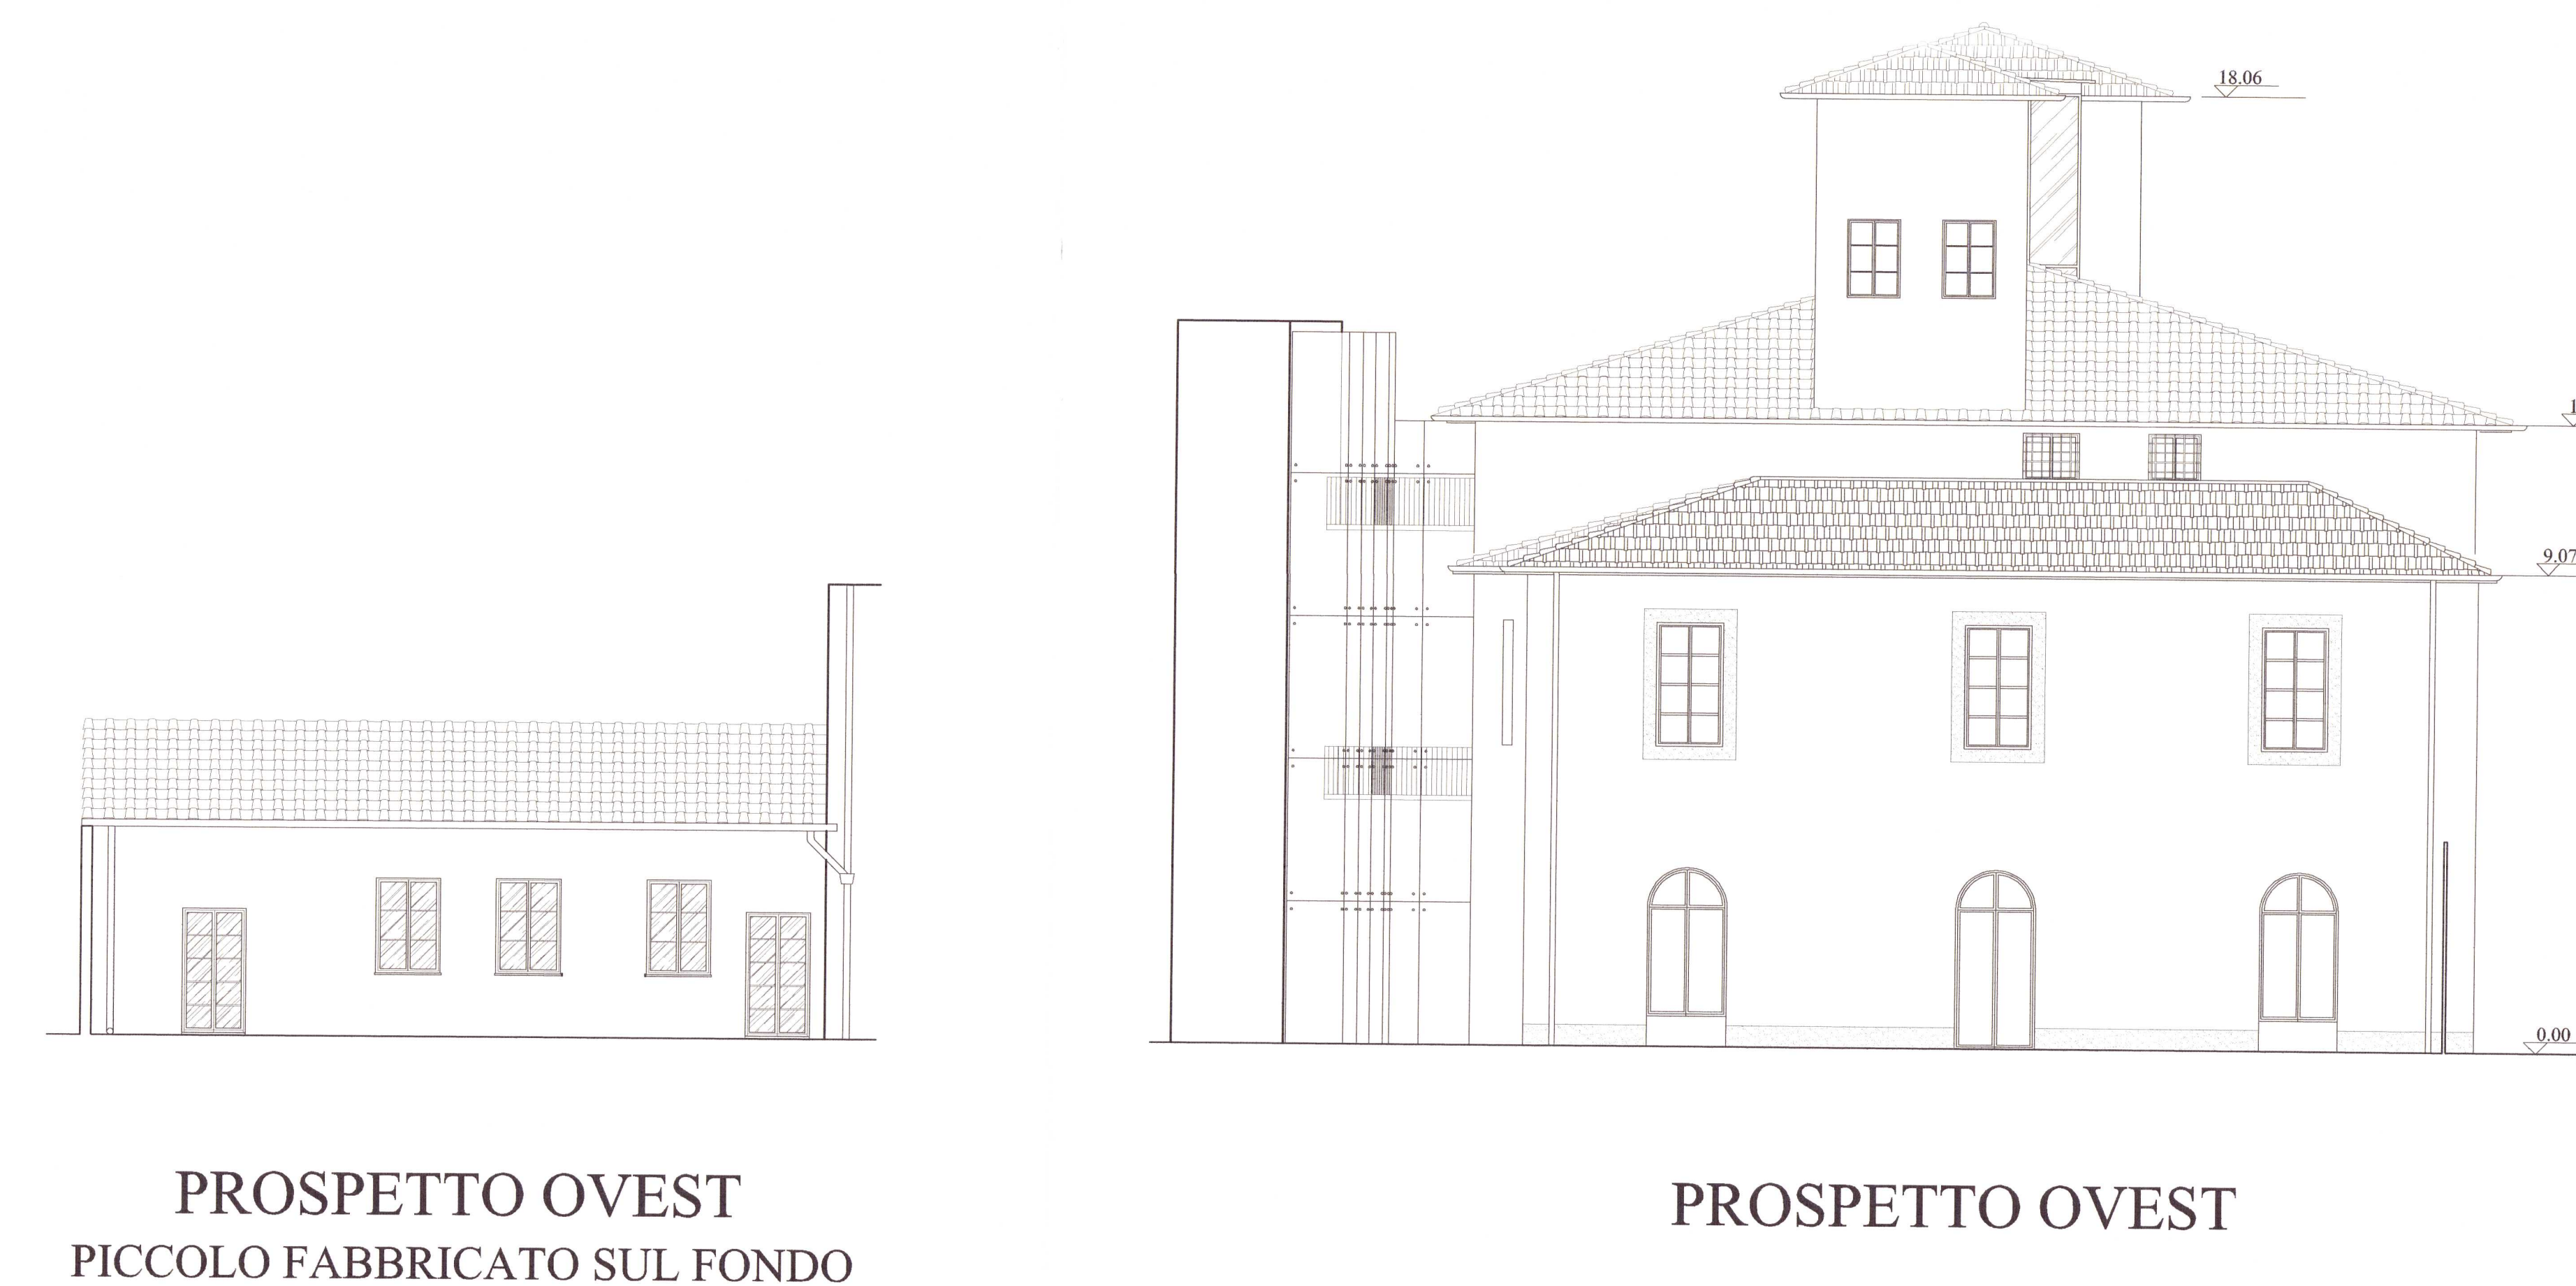 18.06
9.07
0.00
PROSPETTO OVEST
PICCOLO FABBRICATO SUL FONDO
PROSPETTO OVEST